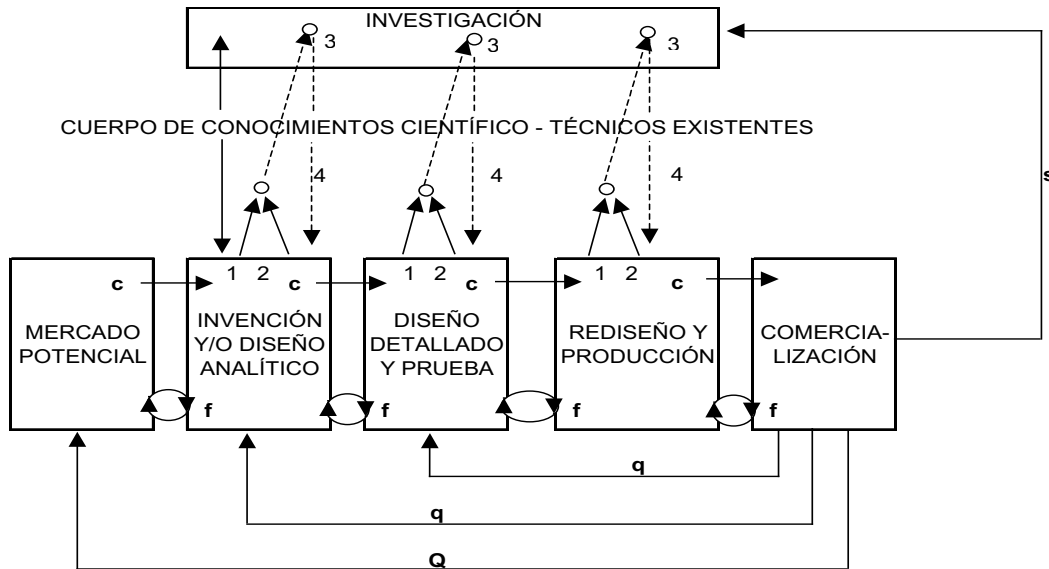 INVESTIGACIÓN
3 3 3
CUERPO DE CONOCIMIENTOS CIENTÍFICO - TÉCNICOS EXISTENTES
4 4 4
s
1 2 1 2 1 2
c c c c
MERCADO
POTENCIAL
INVENCIÓN
Y/O DISEÑO
ANALÍTICO
DISEÑO
DETALLADO
Y PRUEBA
REDISEÑO Y
PRODUCCIÓN
COMERCIA-
LIZACIÓN
f f f f
q
q
Q